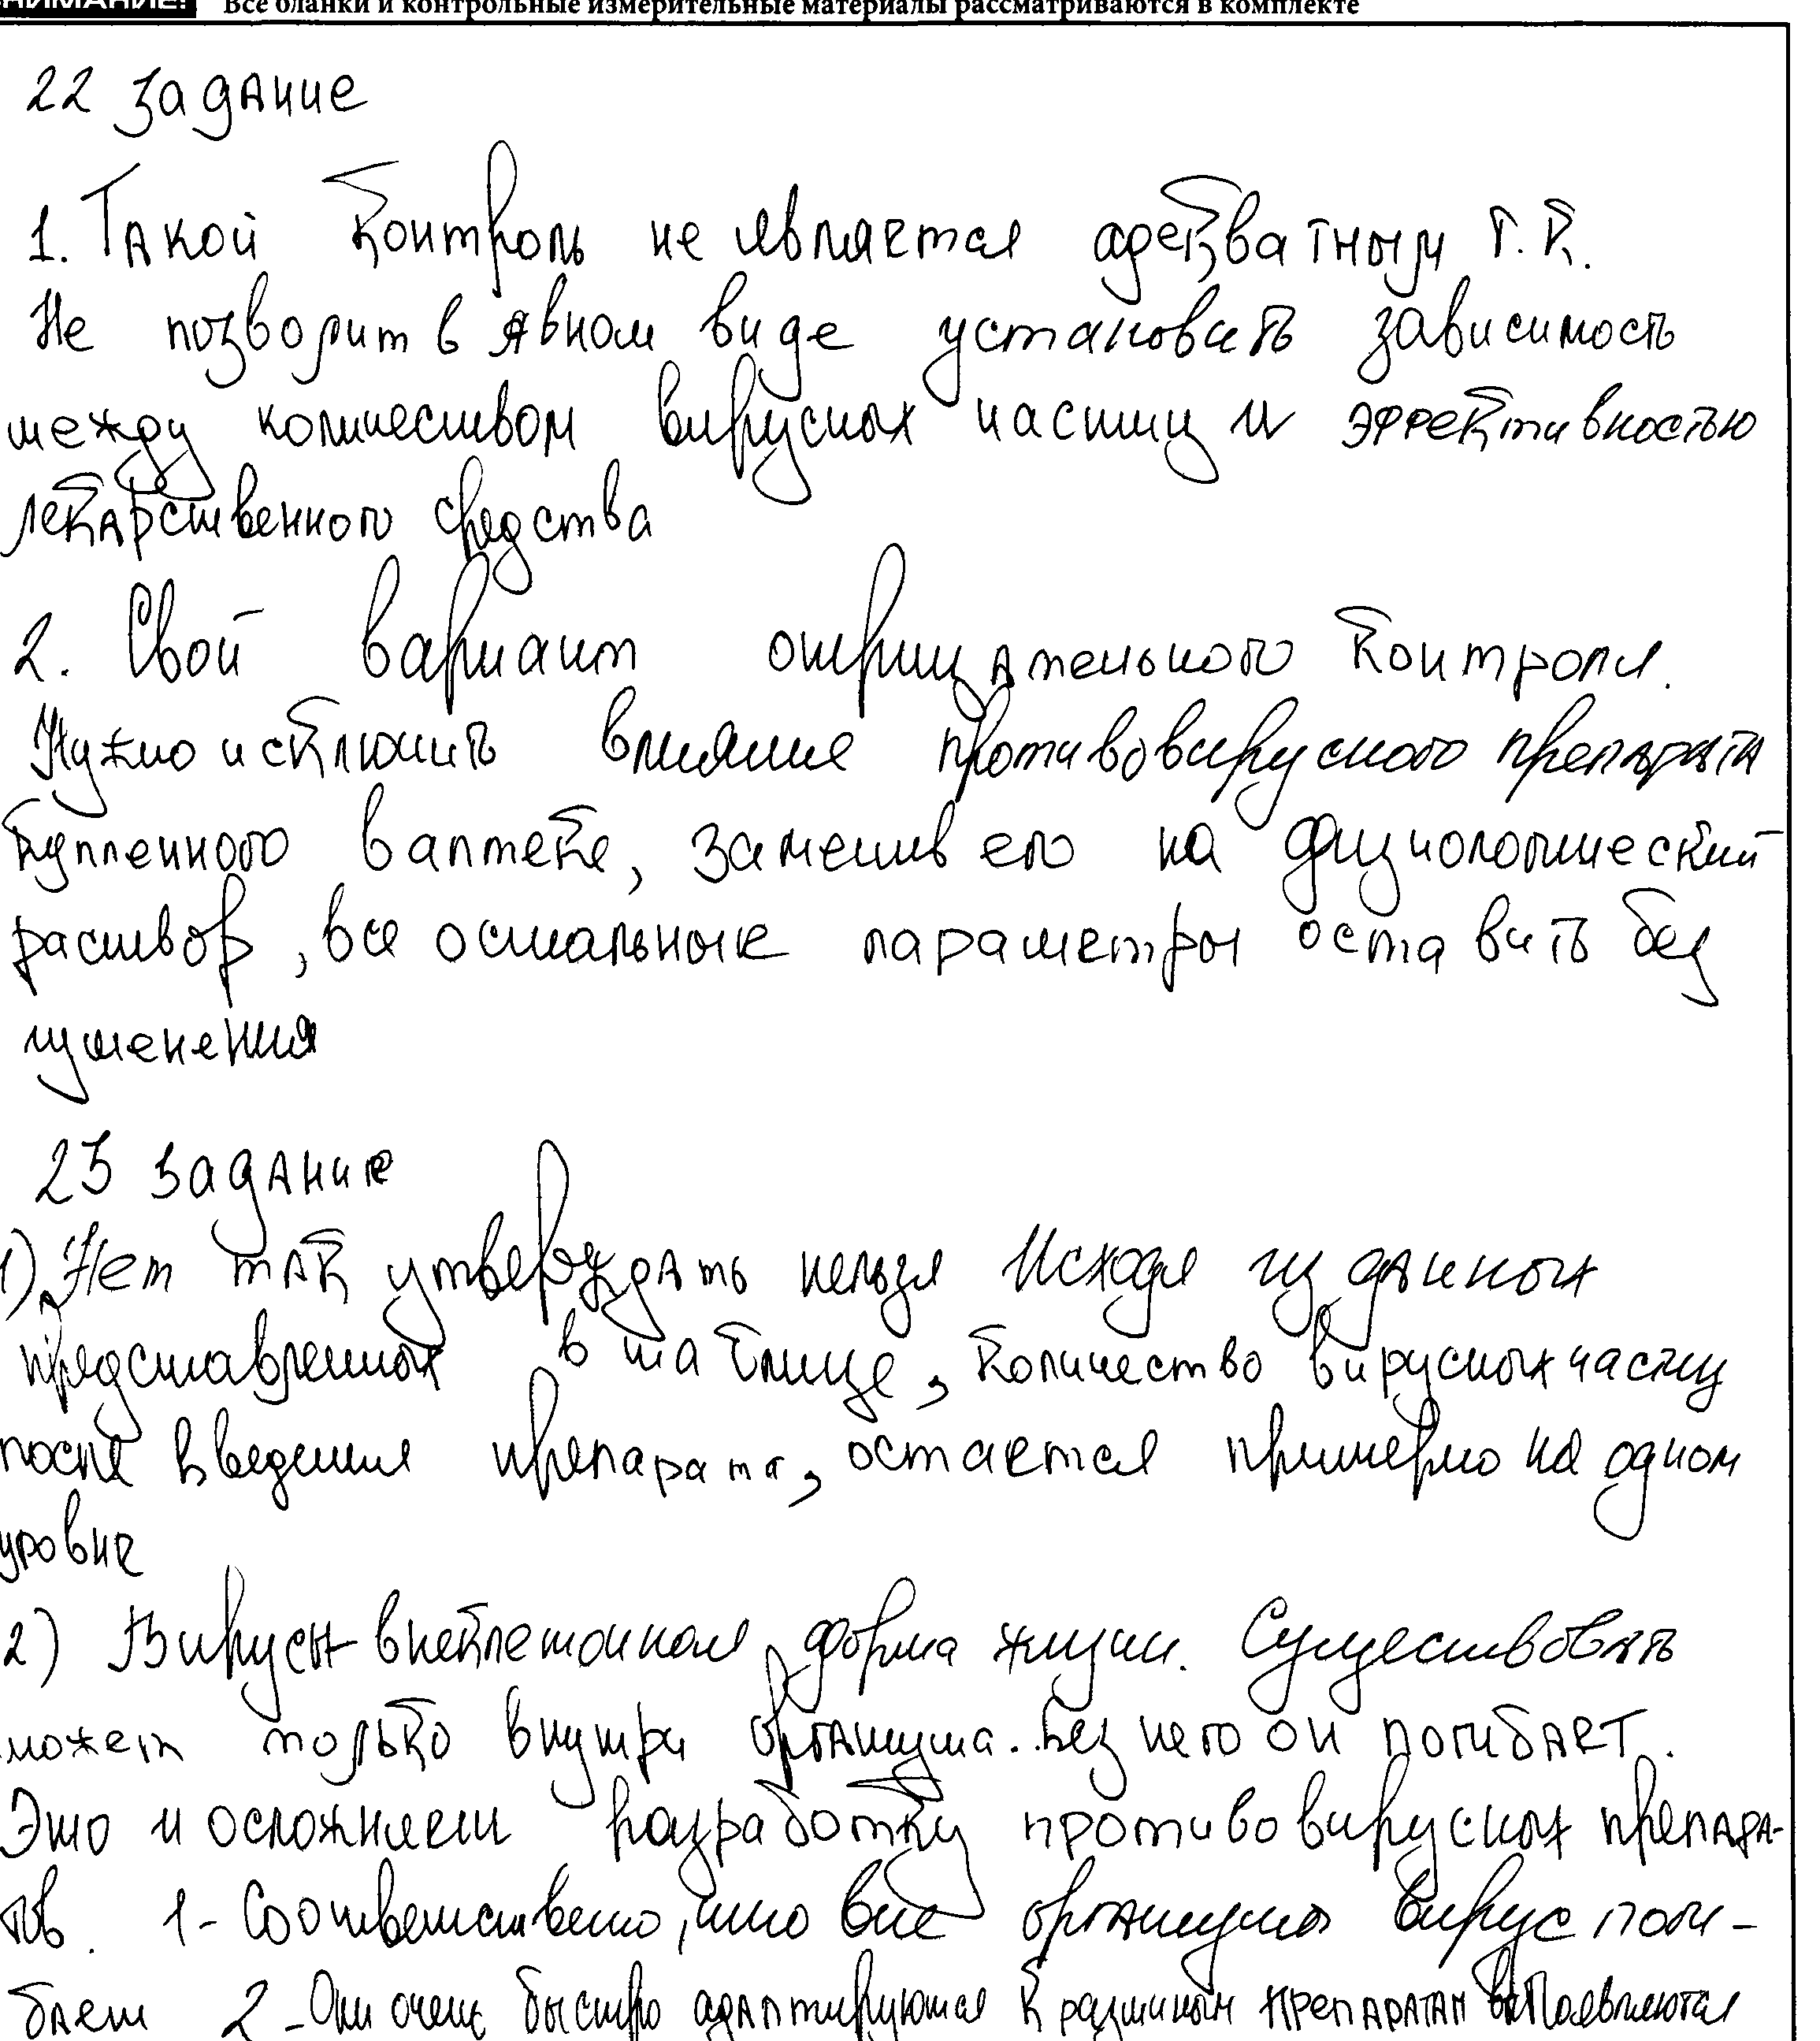 ВНИМАНИЕ! Все бланки и контрольные измерительные материалы рассматриваются в комплекте
22 задание
1. Такой контроль не является адекватным т.к.
Не позволит в явном виде установить зависимость
между количеством вирусных частиц и эффективностью
лекарственного средства
2. Свой вариант отрицательного контроля.
Нужно исключить влияние противовирусного препарата
купленного в аптеке, заменив его на физиологический
раствор, все остальные параметры оставить без
изменения
23 задание
1) Нет так утверждать нельзя Исходя из данных
представленных в таблице, количество вирусных частиц
после введения препарата, остается примерно на одном
уровне
2) Вирусы-внеклеточная форма жизни. Существовать
может только внутри организма. Без него он погибает.
Это и осложняет разработку противовирусных препара-
тов. 1- Соответственно, что вне организма вирус поги-
бает 2- Они очень быстро адаптируются к различным препаратам появляются